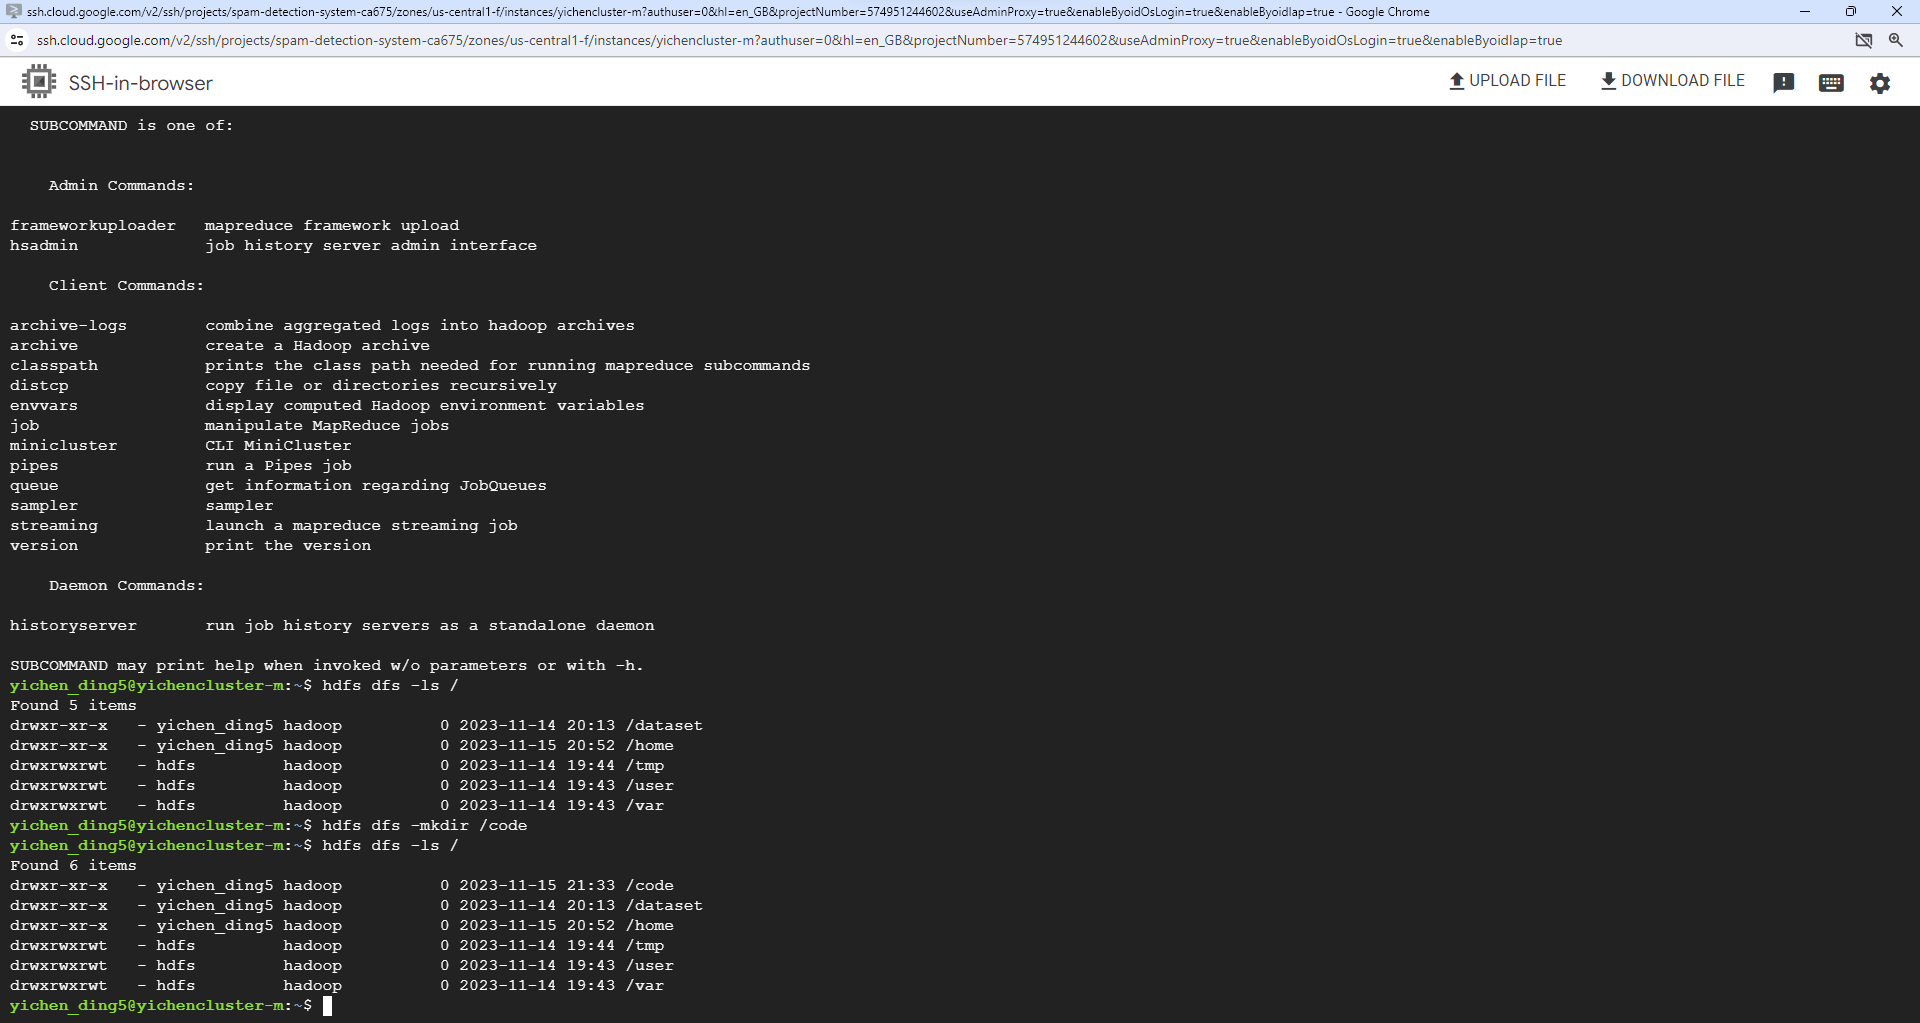 ssh.cloud.google.com/v2/ssh/projects/spam-detection-system-ca675/zones/us-central1-f/instances/yichencluster-m?authuser=0&hl=en_GB&projectNumber=574951244602&useAdminProxy=true&enableByoidOsLogin=true&enableByoidIap=true - Google Chrome
ssh.cloud.google.com/v2/ssh/projects/spam-detection-system-ca675/zones/us-central1-f/instances/yichencluster-m?authuser=0&hl=en_GB&projectNumber=574951244602&useAdminProxy=true&enableByoidOsLogin=true&enableByoidIap=true
SSH-in-browser
UPLOAD FILE
DOWNLOAD FILE
SUBCOMMAND is one of:
Admin Commands:
frameworkuploader   mapreduce framework upload
hsadmin             job history server admin interface
Client Commands:
archive-logs        combine aggregated logs into hadoop archives
archive             create a Hadoop archive
classpath           prints the class path needed for running mapreduce subcommands
distcp              copy file or directories recursively
envvars             display computed Hadoop environment variables
job                 manipulate MapReduce jobs
minicluster         CLI MiniCluster
pipes               run a Pipes job
queue               get information regarding JobQueues
sampler             sampler
streaming           launch a mapreduce streaming job
version             print the version
Daemon Commands:
historyserver       run job history servers as a standalone daemon
SUBCOMMAND may print help when invoked w/o parameters or with -h.
yichen_ding5@yichencluster-m:~$ hdfs dfs -ls /
Found 5 items
drwxr-xr-x   - yichen_ding5 hadoop          0 2023-11-14 20:13 /dataset
drwxr-xr-x   - yichen_ding5 hadoop          0 2023-11-15 20:52 /home
drwxrwxrwt   - hdfs         hadoop          0 2023-11-14 19:44 /tmp
drwxrwxrwt   - hdfs         hadoop          0 2023-11-14 19:43 /user
drwxrwxrwt   - hdfs         hadoop          0 2023-11-14 19:43 /var
yichen_ding5@yichencluster-m:~$ hdfs dfs -mkdir /code
yichen_ding5@yichencluster-m:~$ hdfs dfs -ls /
Found 6 items
drwxr-xr-x   - yichen_ding5 hadoop          0 2023-11-15 21:33 /code
drwxr-xr-x   - yichen_ding5 hadoop          0 2023-11-14 20:13 /dataset
drwxr-xr-x   - yichen_ding5 hadoop          0 2023-11-15 20:52 /home
drwxrwxrwt   - hdfs         hadoop          0 2023-11-14 19:44 /tmp
drwxrwxrwt   - hdfs         hadoop          0 2023-11-14 19:43 /user
drwxrwxrwt   - hdfs         hadoop          0 2023-11-14 19:43 /var
yichen_ding5@yichencluster-m:~$